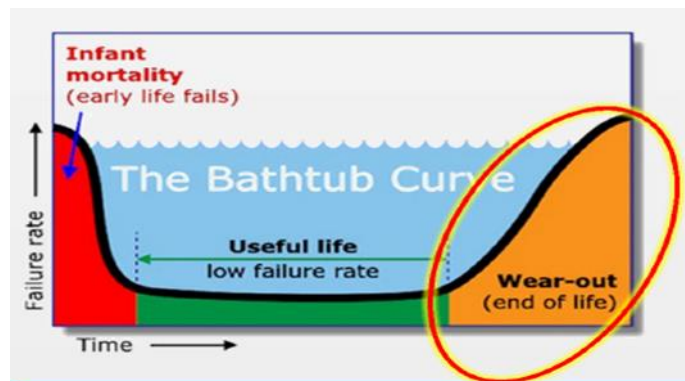 Infant
mortality
(early life fails)
The Bathtub Curve
Useful life
low failure rate
Wear-out
(end of life)
Failure rate
Time